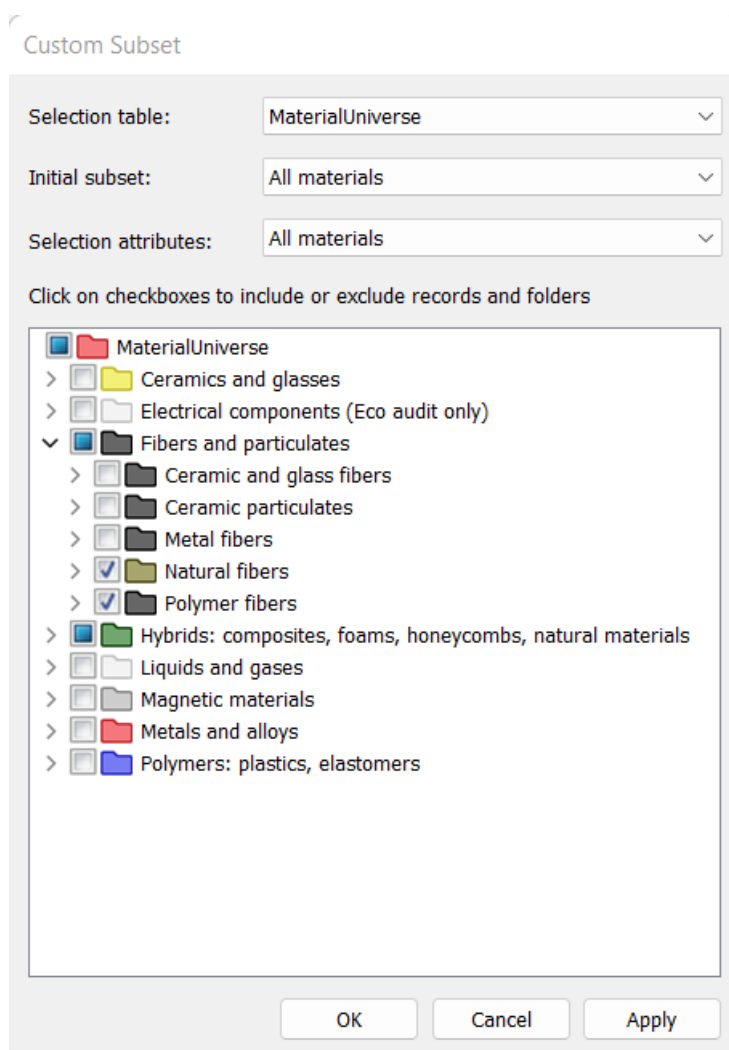 Custom Subset
Selection table: MaterialUniverse
Initial subset: All materials
Selection attributes: All materials
Click on checkboxes to include or exclude records and folders
MaterialUniverse
Ceramics and glasses
Electrical components (Eco audit only)
Fibers and particulates
Ceramic and glass fibers
Ceramic particulates
Metal fibers
Natural fibers
Polymer fibers
Hybrids: composites, foams, honeycombs, natural materials
Liquids and gases
Magnetic materials
Metals and alloys
Polymers: plastics, elastomers
OK Cancel Apply